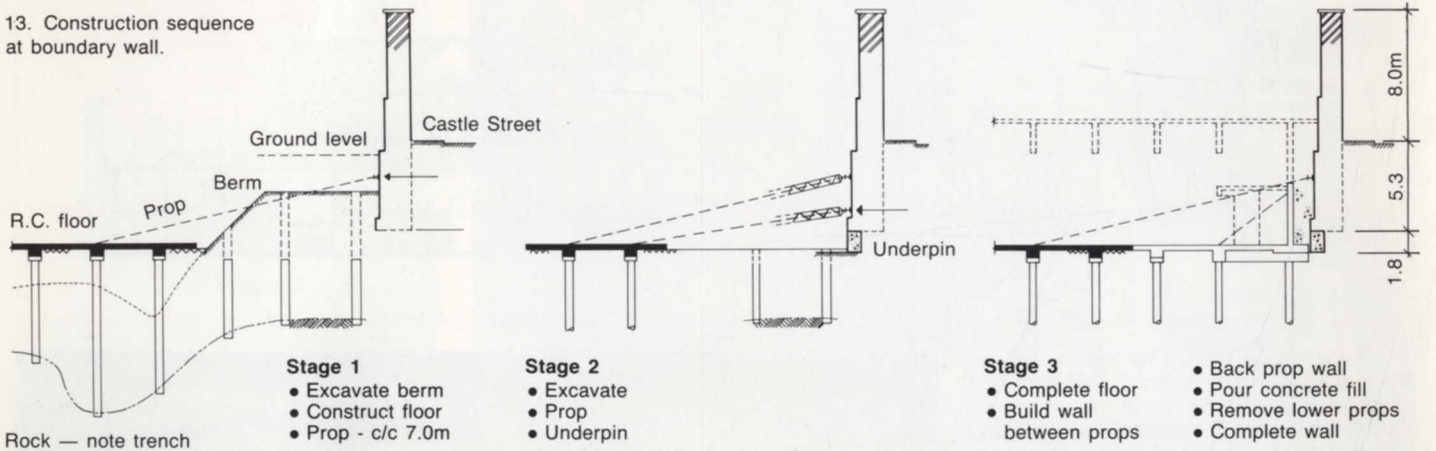 13. Construction sequence
at boundary wall.
Ground level
Castle Street
Berm
Prop
R.C. floor
Underpin
8.0m
5.3
1.8
Rock — note trench
Stage 1
• Excavate berm
• Construct floor
• Prop - c/c 7.0m
Stage 2
• Excavate
• Prop
• Underpin
Stage 3
• Complete floor
• Build wall
between props
• Back prop wall
• Pour concrete fill
• Remove lower props
• Complete wall